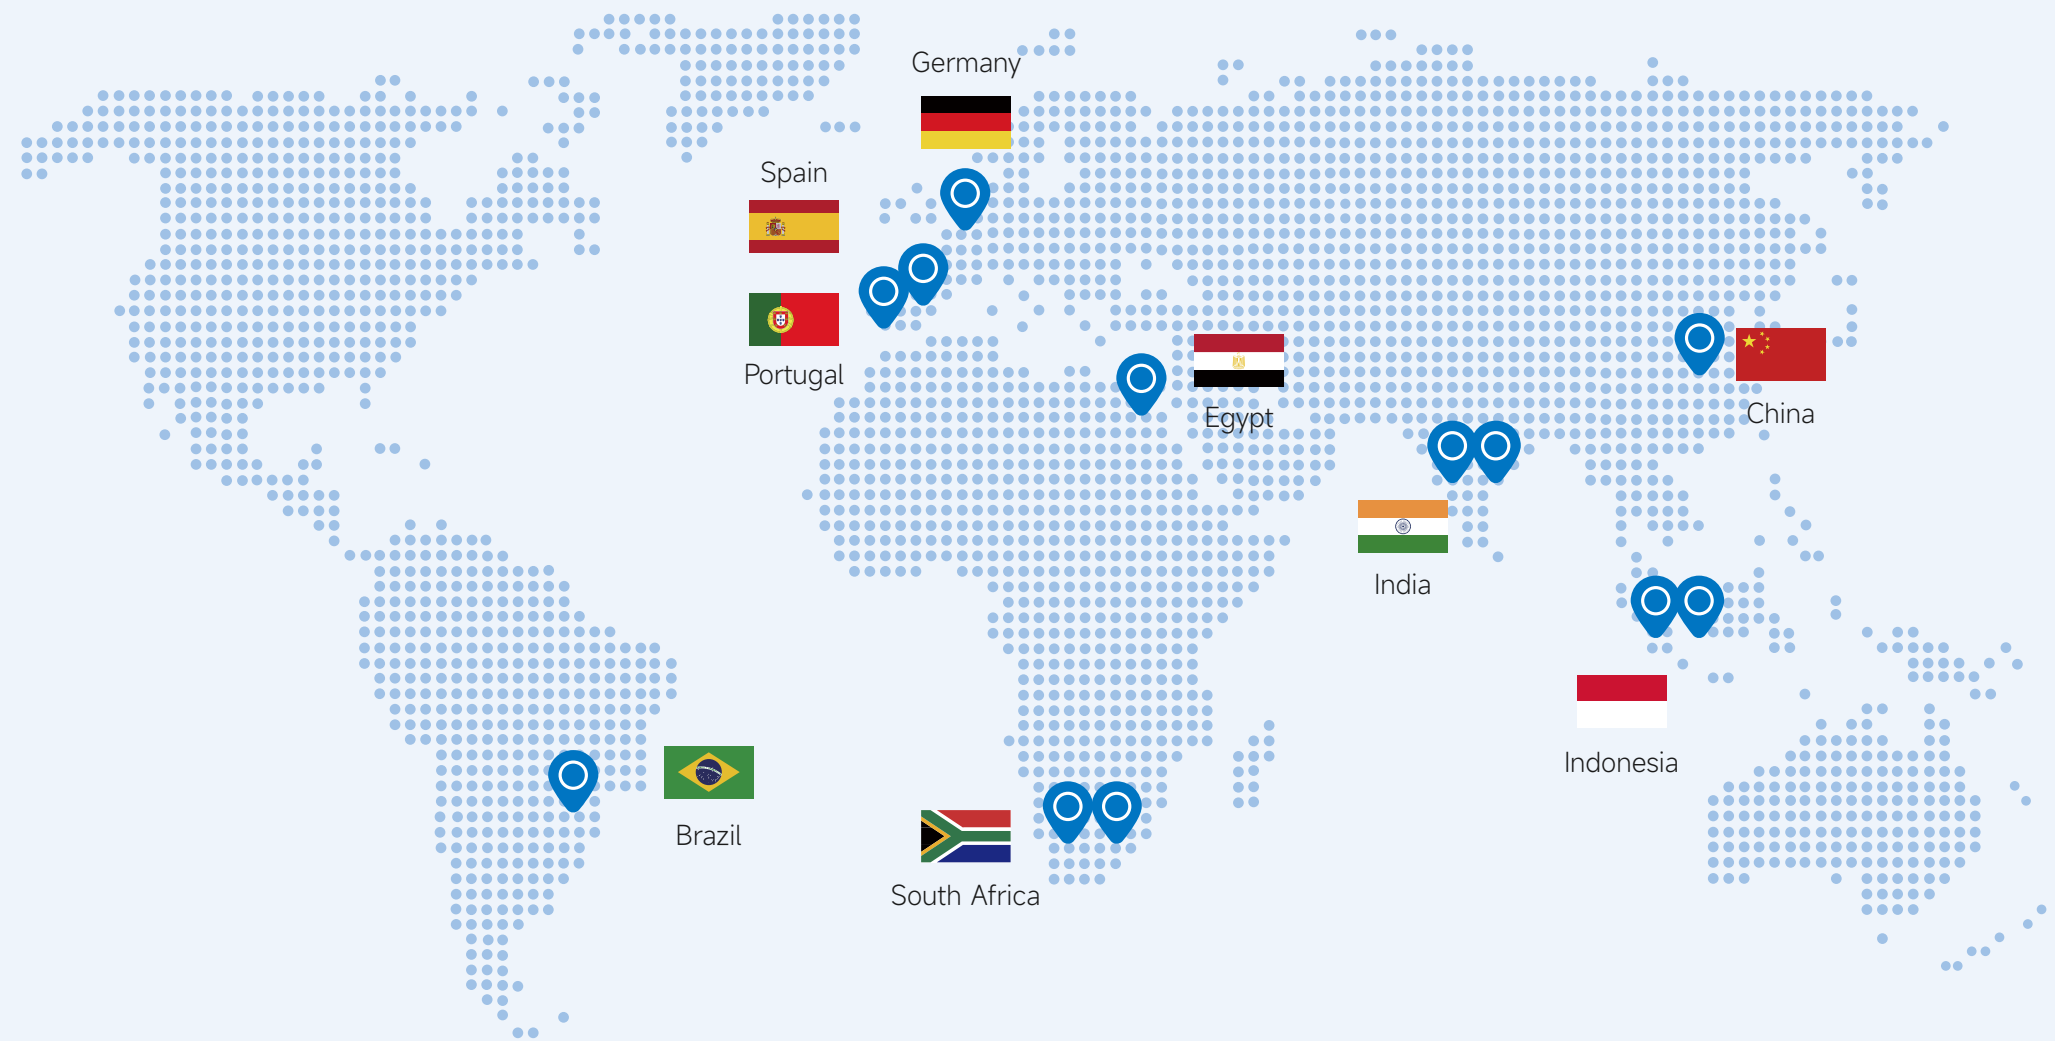 Germany
Spain
Portugal
Egypt
China
India
Indonesia
Brazil
South Africa